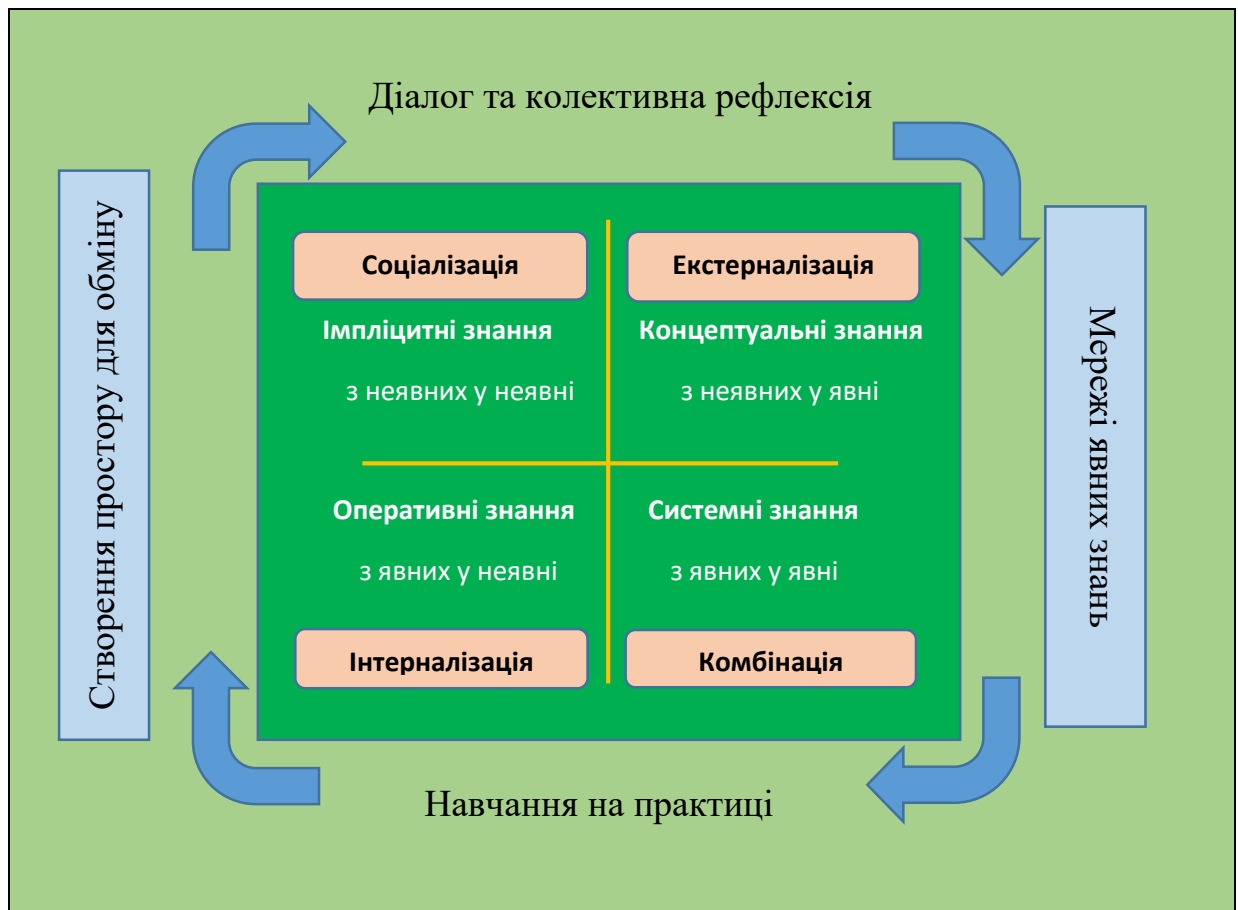 Діалог та колективна рефлексія
Створення простору для обміну
Соціалізація
Екстерналізація
Імпліцитні знання
Концептуальні знання
з неявних у неявні
з неявних у явні
Мережі явних знань
Оперативні знання
Системні знання
з явних у неявні
з явних у явні
Інтерналізація
Комбінація
Навчання на практиці